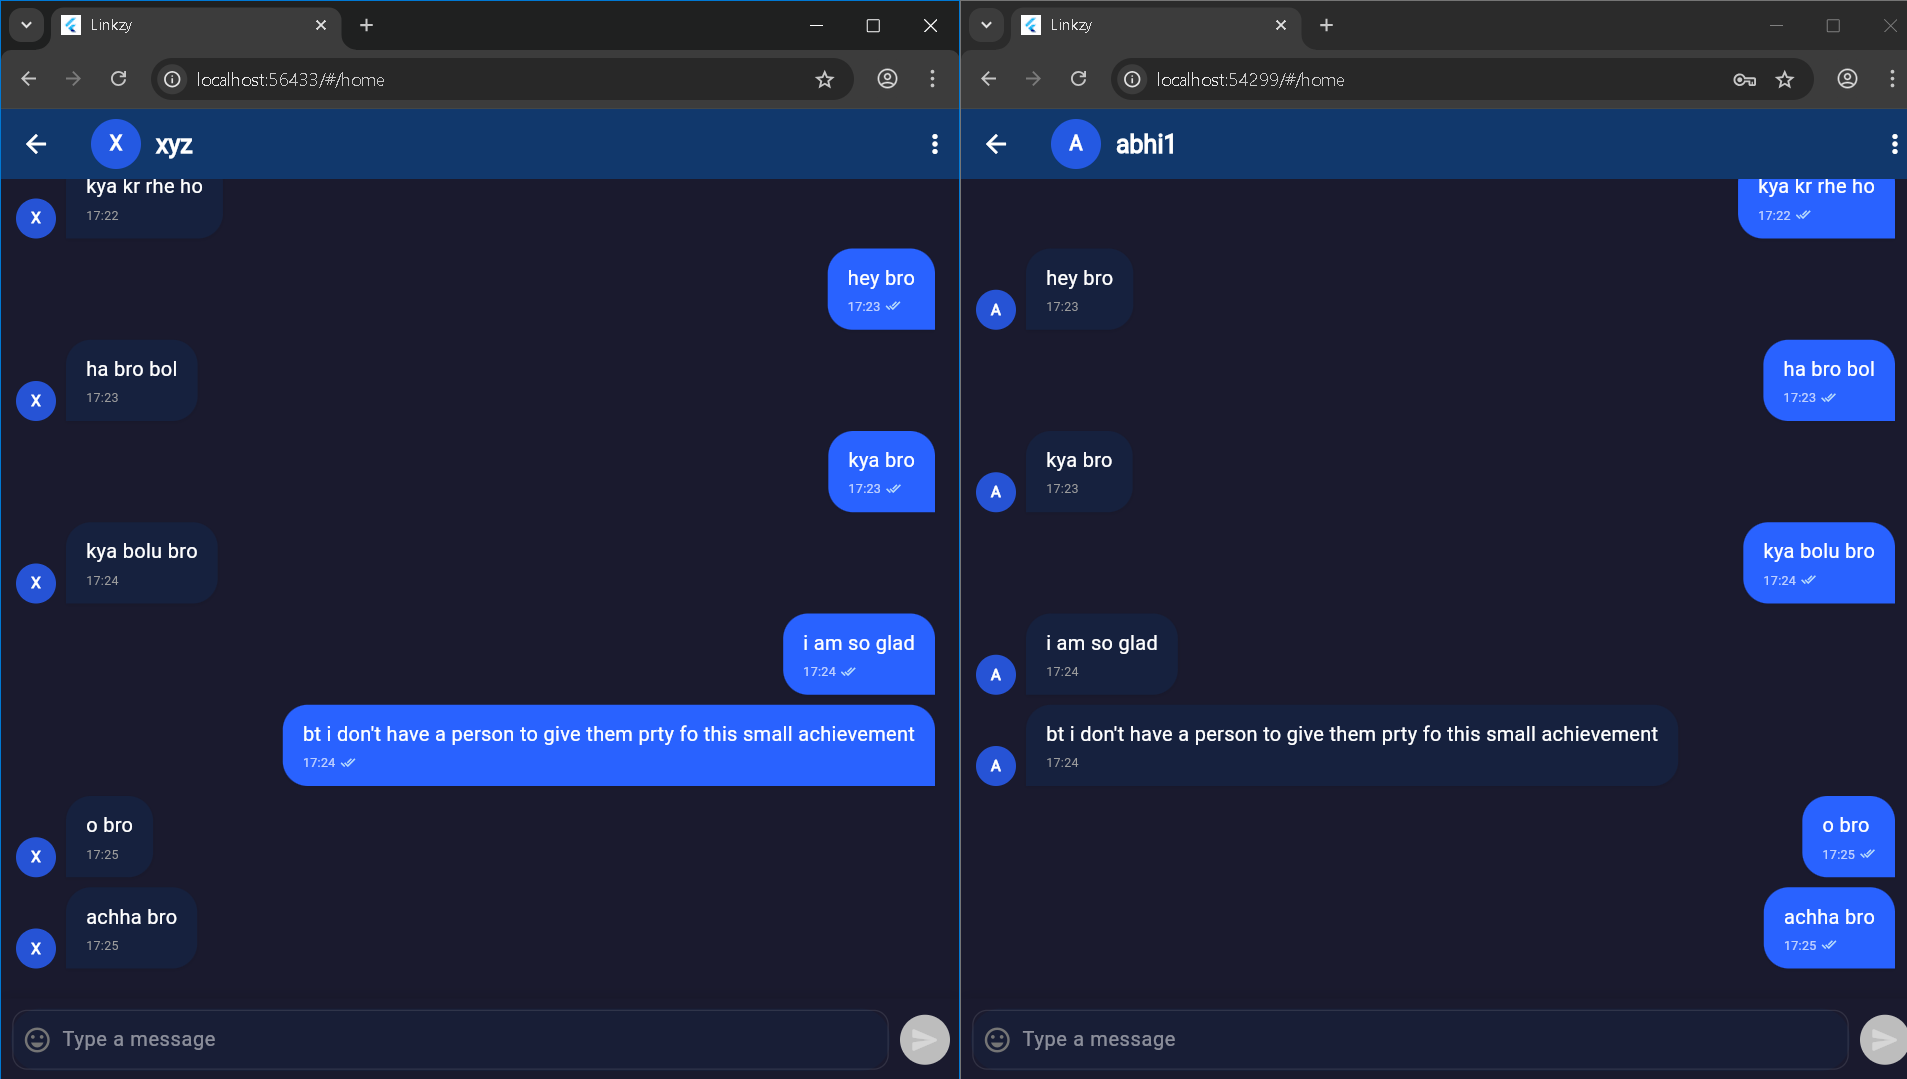 Linkzy
localhost:56433/#/home
X xyz
kya kr rhe ho
17:22
X
hey bro
17:23
ha bro bol
17:23
X
kya bro
17:23
kya bolu bro
17:24
X
i am so glad
17:24
bt i don't have a person to give them prty fo this small achievement
17:24
o bro
17:25
X
achha bro
17:25
X
Type a message
Linkzy
localhost:54299/#/home
A abhi1
kya kr rhe ho
17:22
hey bro
17:23
A
ha bro bol
17:23
kya bro
17:23
A
kya bolu bro
17:24
i am so glad
17:24
A
bt i don't have a person to give them prty fo this small achievement
17:24
A
o bro
17:25
achha bro
17:25
Type a message